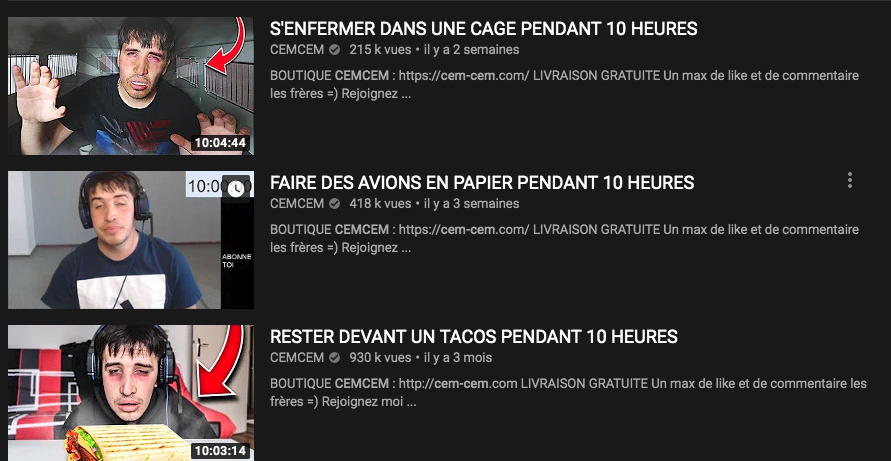 S'ENFERMER DANS UNE CAGE PENDANT 10 HEURES
CEMCEM 215 k vues • il y a 2 semaines
BOUTIQUE CEMCEM : https://cem-cem.com/ LIVRAISON GRATUITE Un max de like et de commentaire
les frères =) Rejoignez ...
10:04:44
FAIRE DES AVIONS EN PAPIER PENDANT 10 HEURES
10:00
CEMCEM 418 k vues • il y a 3 semaines
BOUTIQUE CEMCEM : https://cem-cem.com/ LIVRAISON GRATUITE Un max de like et de commentaire
les frères =) Rejoignez ...
ABONNE
TOI
RESTER DEVANT UN TACOS PENDANT 10 HEURES
CEMCEM 930 k vues • il y a 3 mois
BOUTIQUE CEMCEM : http://cem-cem.com LIVRAISON GRATUITE Un max de like et de commentaire les
frères =) Rejoignez moi ...
10:03:14